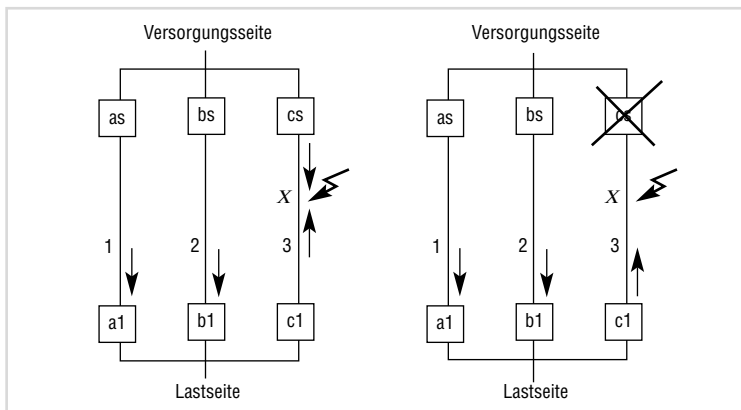 Versorgungsseite
as bs cs
X
1 2 3
a1 b1 c1
Lastseite
Versorgungsseite
as bs cs
X
1 2 3
a1 b1 c1
Lastseite